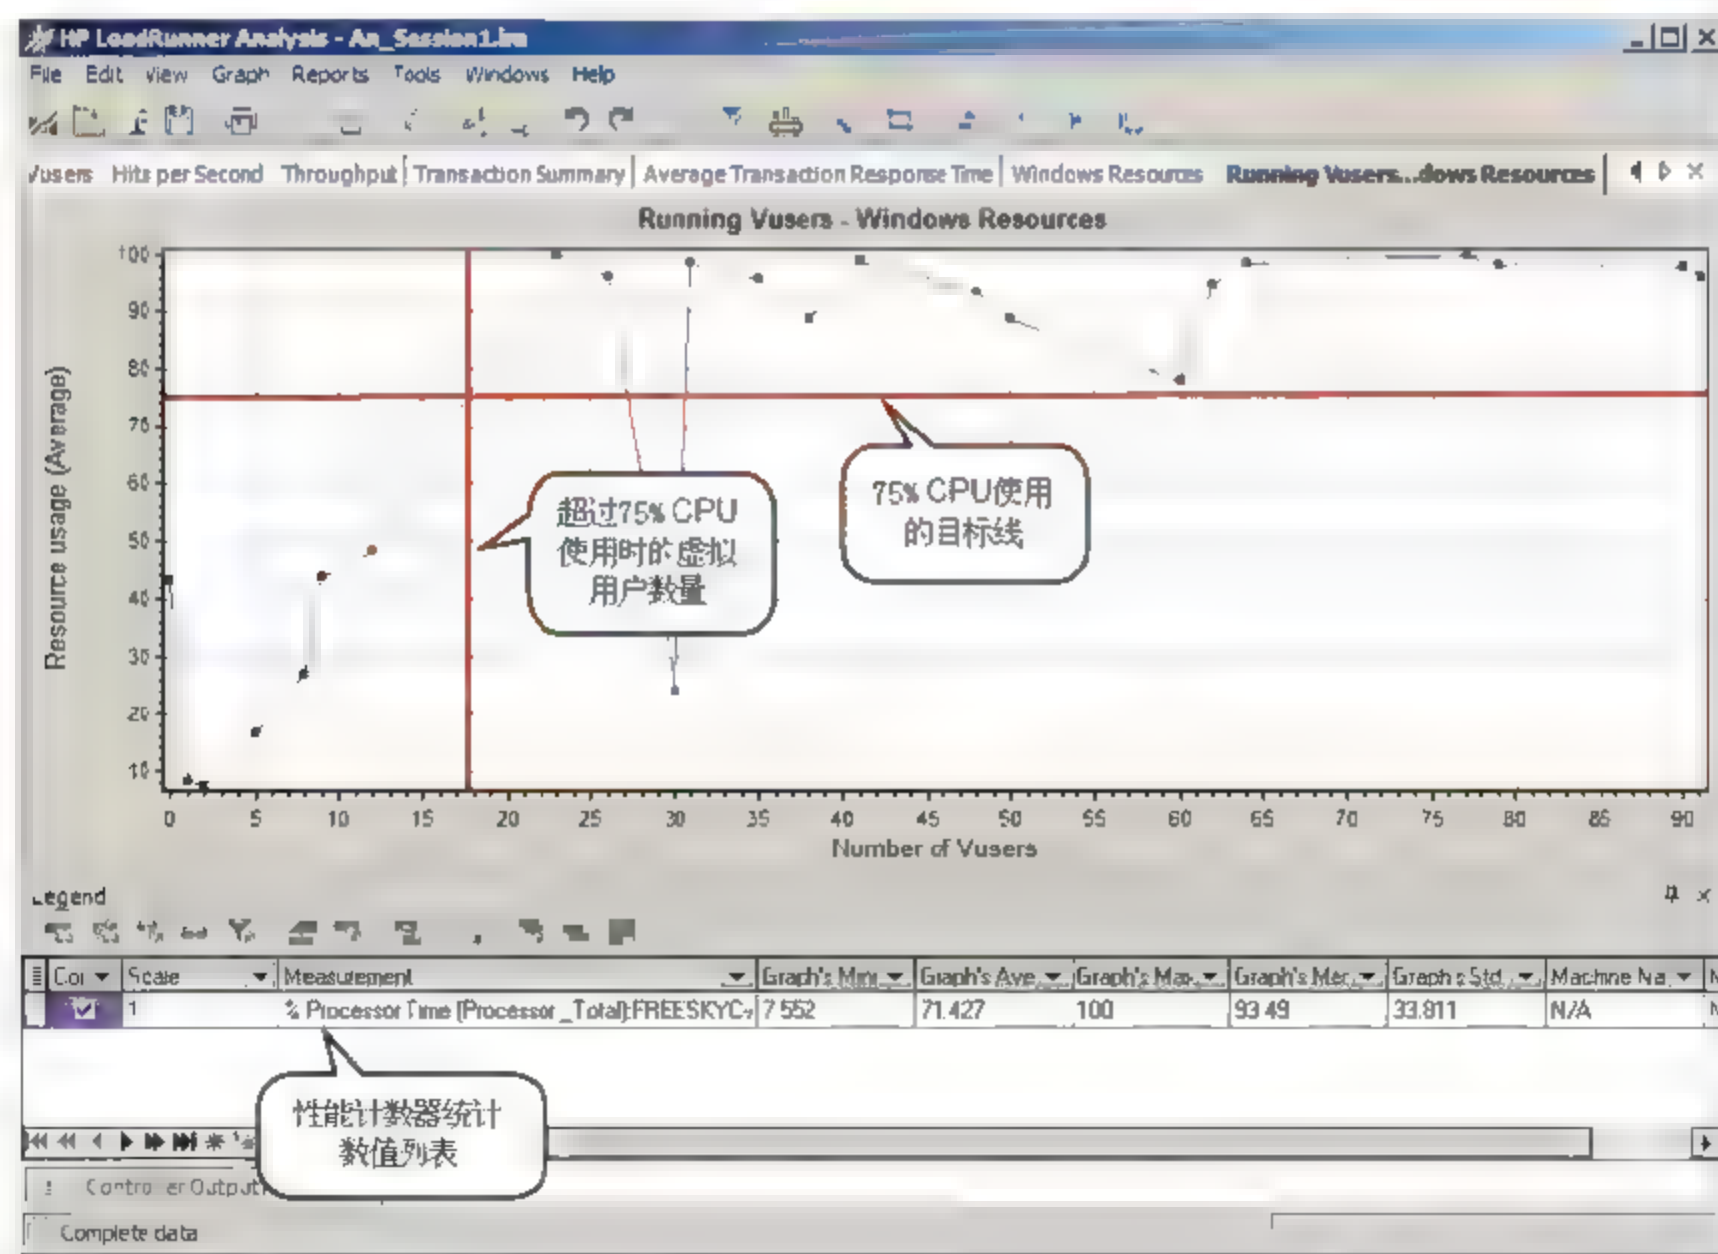 HP LoadRunner Analysis - An_Session1.lra
File Edit View Graph Reports Tools Windows Help
Vusers Hits per Second Throughput Transaction Summary Average Transaction Response Time Windows Resources Running Vusers...dows Resources
Running Vusers - Windows Resources
Resource usage (Average)
100
90
80
70
60
50
40
30
20
10
超过75% CPU
使用时的虚拟
用户数量
75% CPU使用
的目标线
0 5 10 15 20 25 30 35 40 45 50 55 60 65 70 75 80 85 90
Number of Vusers
Legend
Col Scale Measurement Graph's Mini Graph's Ave Graph's Max Graph's Med Graph's Std. Machine Na
1 % Processor Time (Processor _Total):FREESKYC 7.552 71.427 100 93.49 33.811 N/A
性能计数器统计
数值列表
Controller Output
Complete data